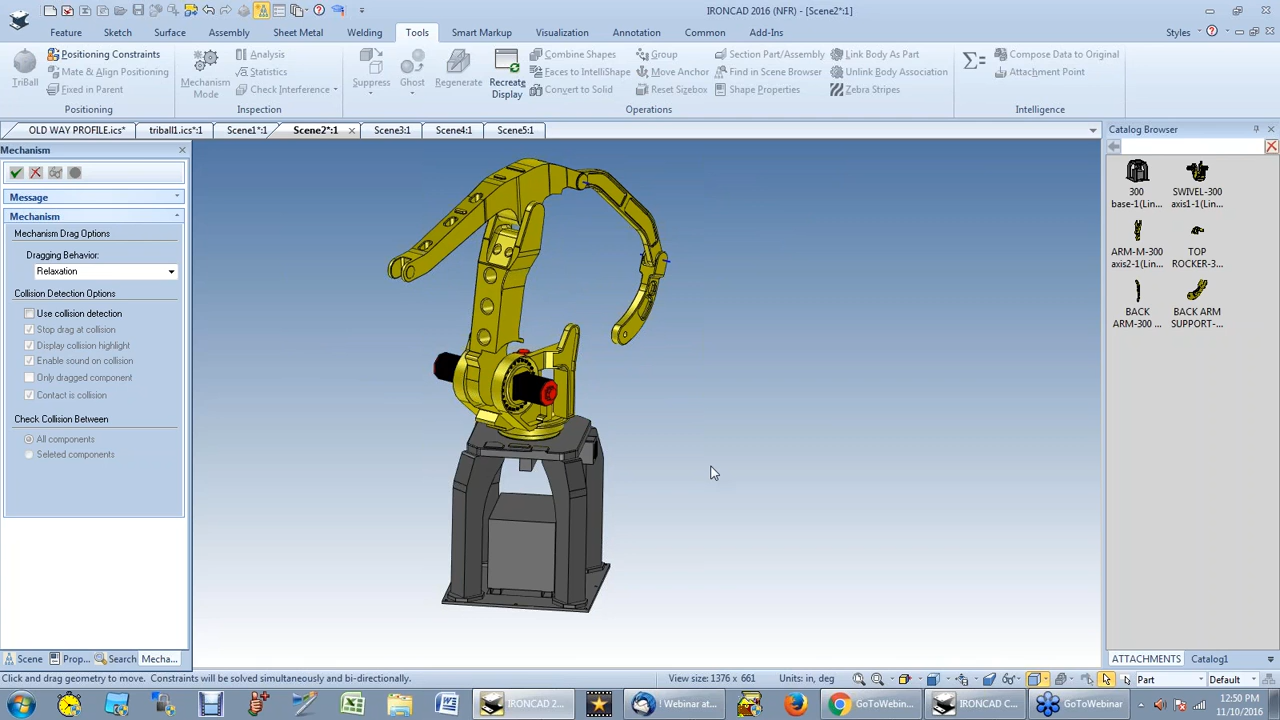 IRONCAD 2016 (NFR) - [Scene2*:1]
Feature Sketch Surface Assembly Sheet Metal Welding Tools Smart Markup Visualization Annotation Common Add-Ins Styles
TriBall
Positioning Constraints
Mate & Align Positioning
Fixed in Parent
Positioning
Mechanism
Mode
Analysis
Statistics
Check Interference
Inspection
Suppress
Ghost
Regenerate
Recreate
Display
Combine Shapes
Faces to IntelliShape
Convert to Solid
Group
Move Anchor
Reset Sizebox
Section Part/Assembly
Find in Scene Browser
Shape Properties
Link Body As Part
Unlink Body Association
Zebra Stripes
Operations
Compose Data to Original
Attachment Point
Intelligence
OLD WAY PROFILE.ics* triball1.ics*:1 Scene1*:1 Scene2*:1 Scene3:1 Scene4:1 Scene5:1
Mechanism
Message
Mechanism
Mechanism Drag Options
Dragging Behavior:
Relaxation
Collision Detection Options
Use collision detection
Stop drag at collision
Display collision highlight
Enable sound on collision
Only dragged component
Contact is collision
Check Collision Between
All components
Seleted components
Scene Prop... Search Mecha...
Catalog Browser
300
base-1(Lin...
SWIVEL-300
axis1-1(Lin...
ARM-M-300
axis2-1(Lin...
TOP
ROCKER-3...
BACK
ARM-300 ...
BACK ARM
SUPPORT-...
ATTACHMENTS Catalog1
Click and drag geometry to move. Constraints will be solved simultaneously and bi-directionally. View size: 1376 x 661 Units: in, deg Part Default
IRONCAD 2... ! Webinar at... GoToWebin... IRONCAD C... GoToWebin...
12:50 PM
11/10/2016